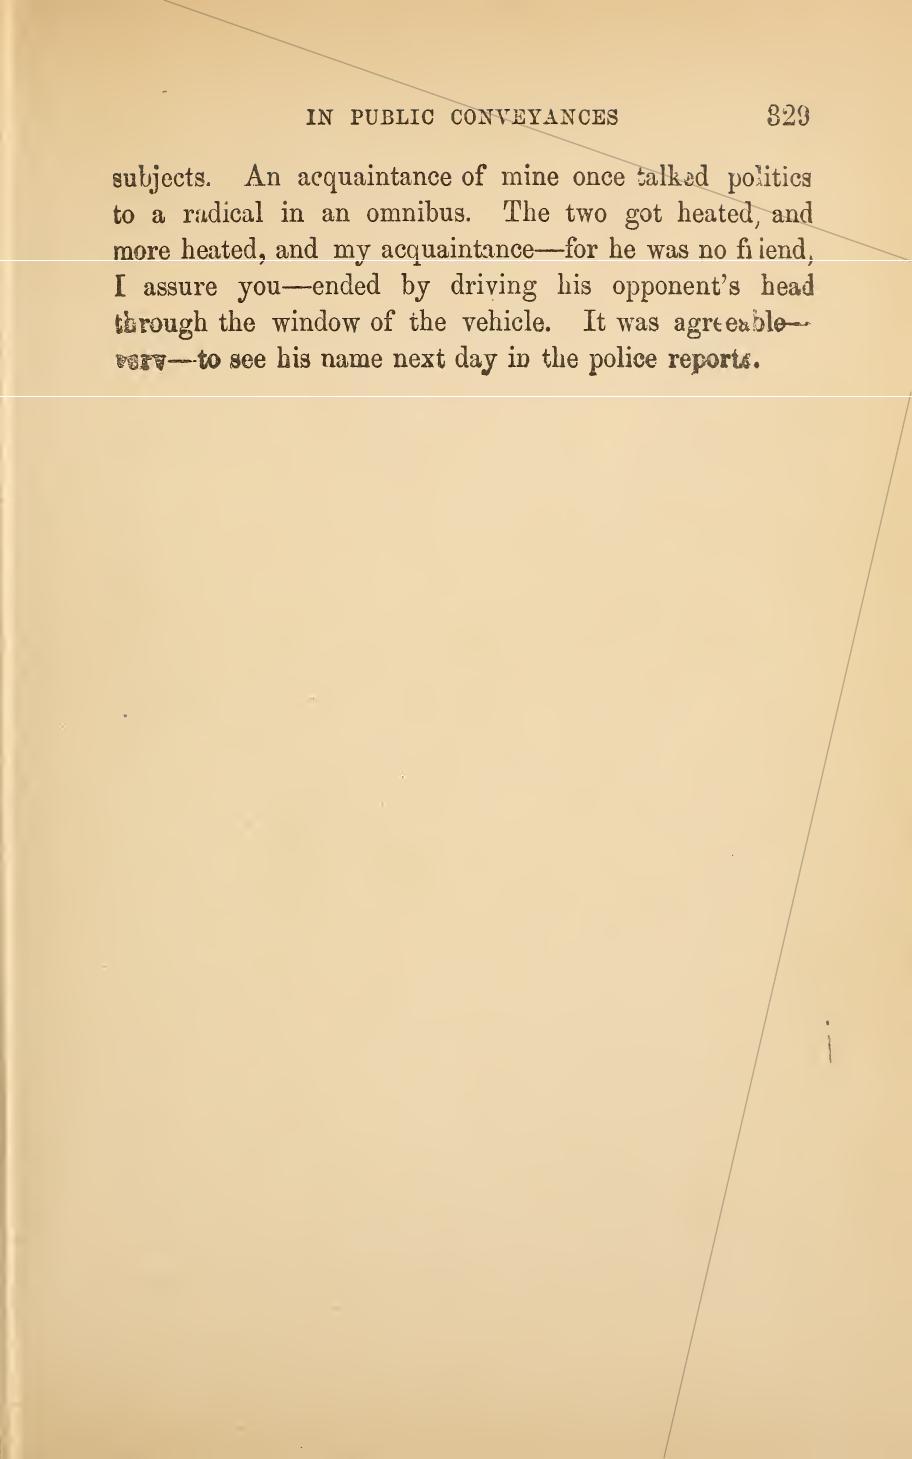 IN PUBLIC CONVEYANCES 329
subjects. An acquaintance of mine once talked politics
to a radical in an omnibus. The two got heated, and
more heated, and my acquaintance—for he was no friend,
I assure you—ended by driving his opponent's head
through the window of the vehicle. It was agreeable—
very—to see his name next day in the police reports.